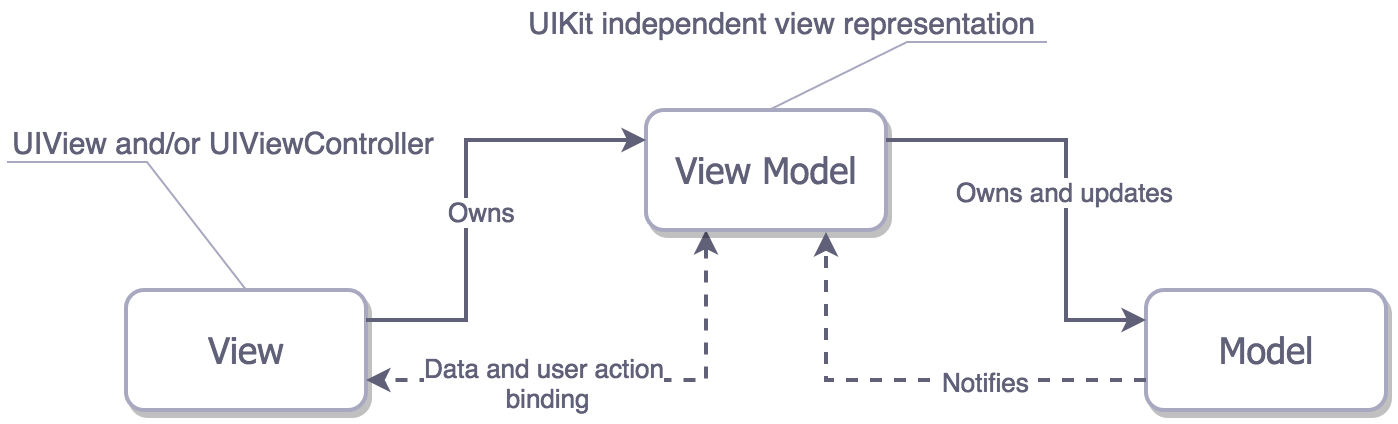 UIKit independent view representation
UIView and/or UIViewController
View Model
Owns and updates
Owns
View
Data and user action
binding
Notifies
Model